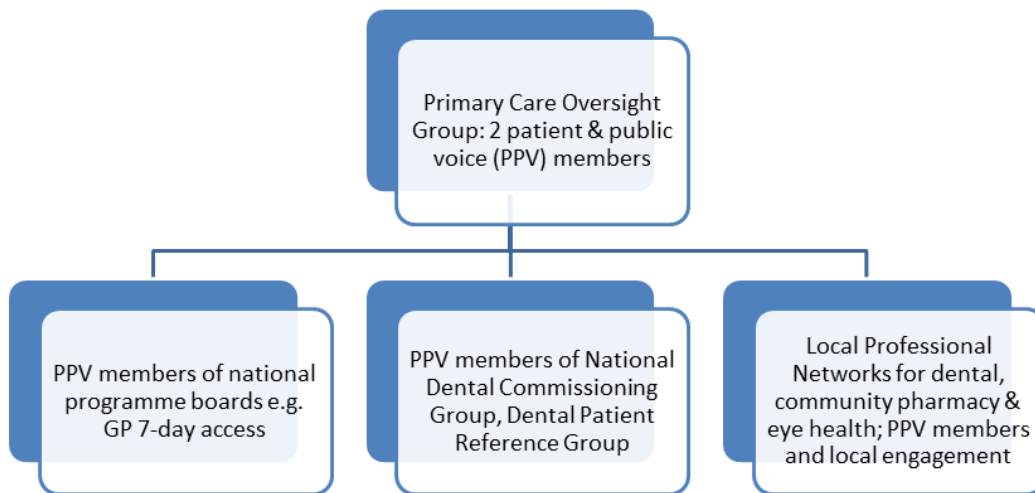 Primary Care Oversight
Group: 2 patient & public
voice (PPV) members
PPV members of national
programme boards e.g.
GP 7-day access
PPV members of National
Dental Commissioning
Group, Dental Patient
Reference Group
Local Professional
Networks for dental,
community pharmacy &
eye health; PPV members
and local engagement